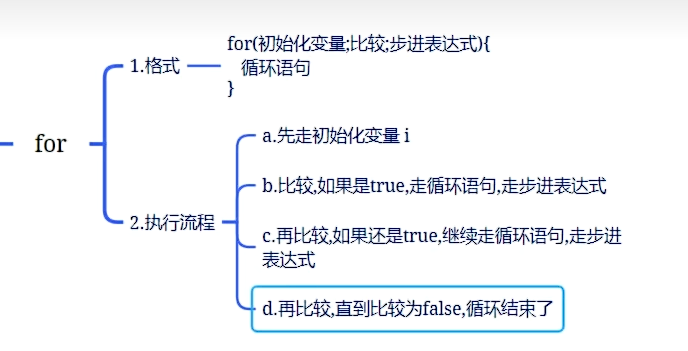 for
1.格式
for(初始化变量;比较;步进表达式){
循环语句
}
2.执行流程
a.先走初始化变量 i
b.比较,如果是true,走循环语句,走步进表达式
c.再比较,如果还是true,继续走循环语句,走步进
表达式
d.再比较,直到比较为false,循环结束了